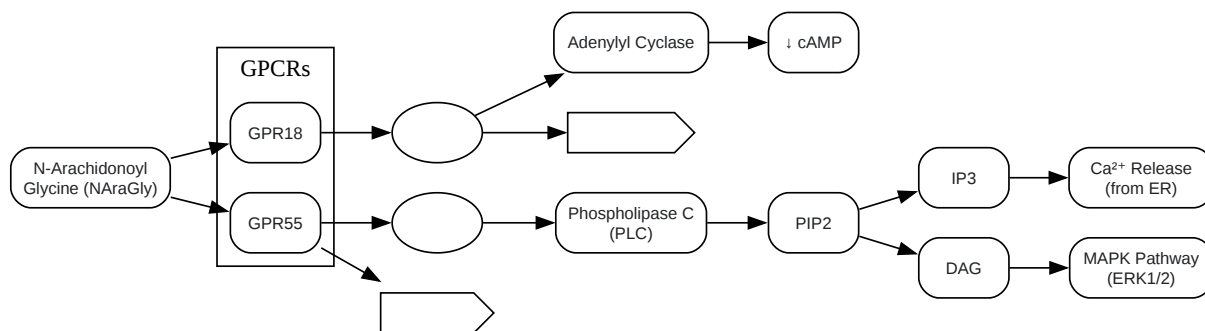 Adenylyl Cyclase
↓ cAMP
GPCRs
GPR18
N-Arachidonoyl
Glycine (NAraGly)
GPR55
Phospholipase C
(PLC)
PIP2
IP3
Ca²⁺ Release
(from ER)
DAG
MAPK Pathway
(ERK1/2)